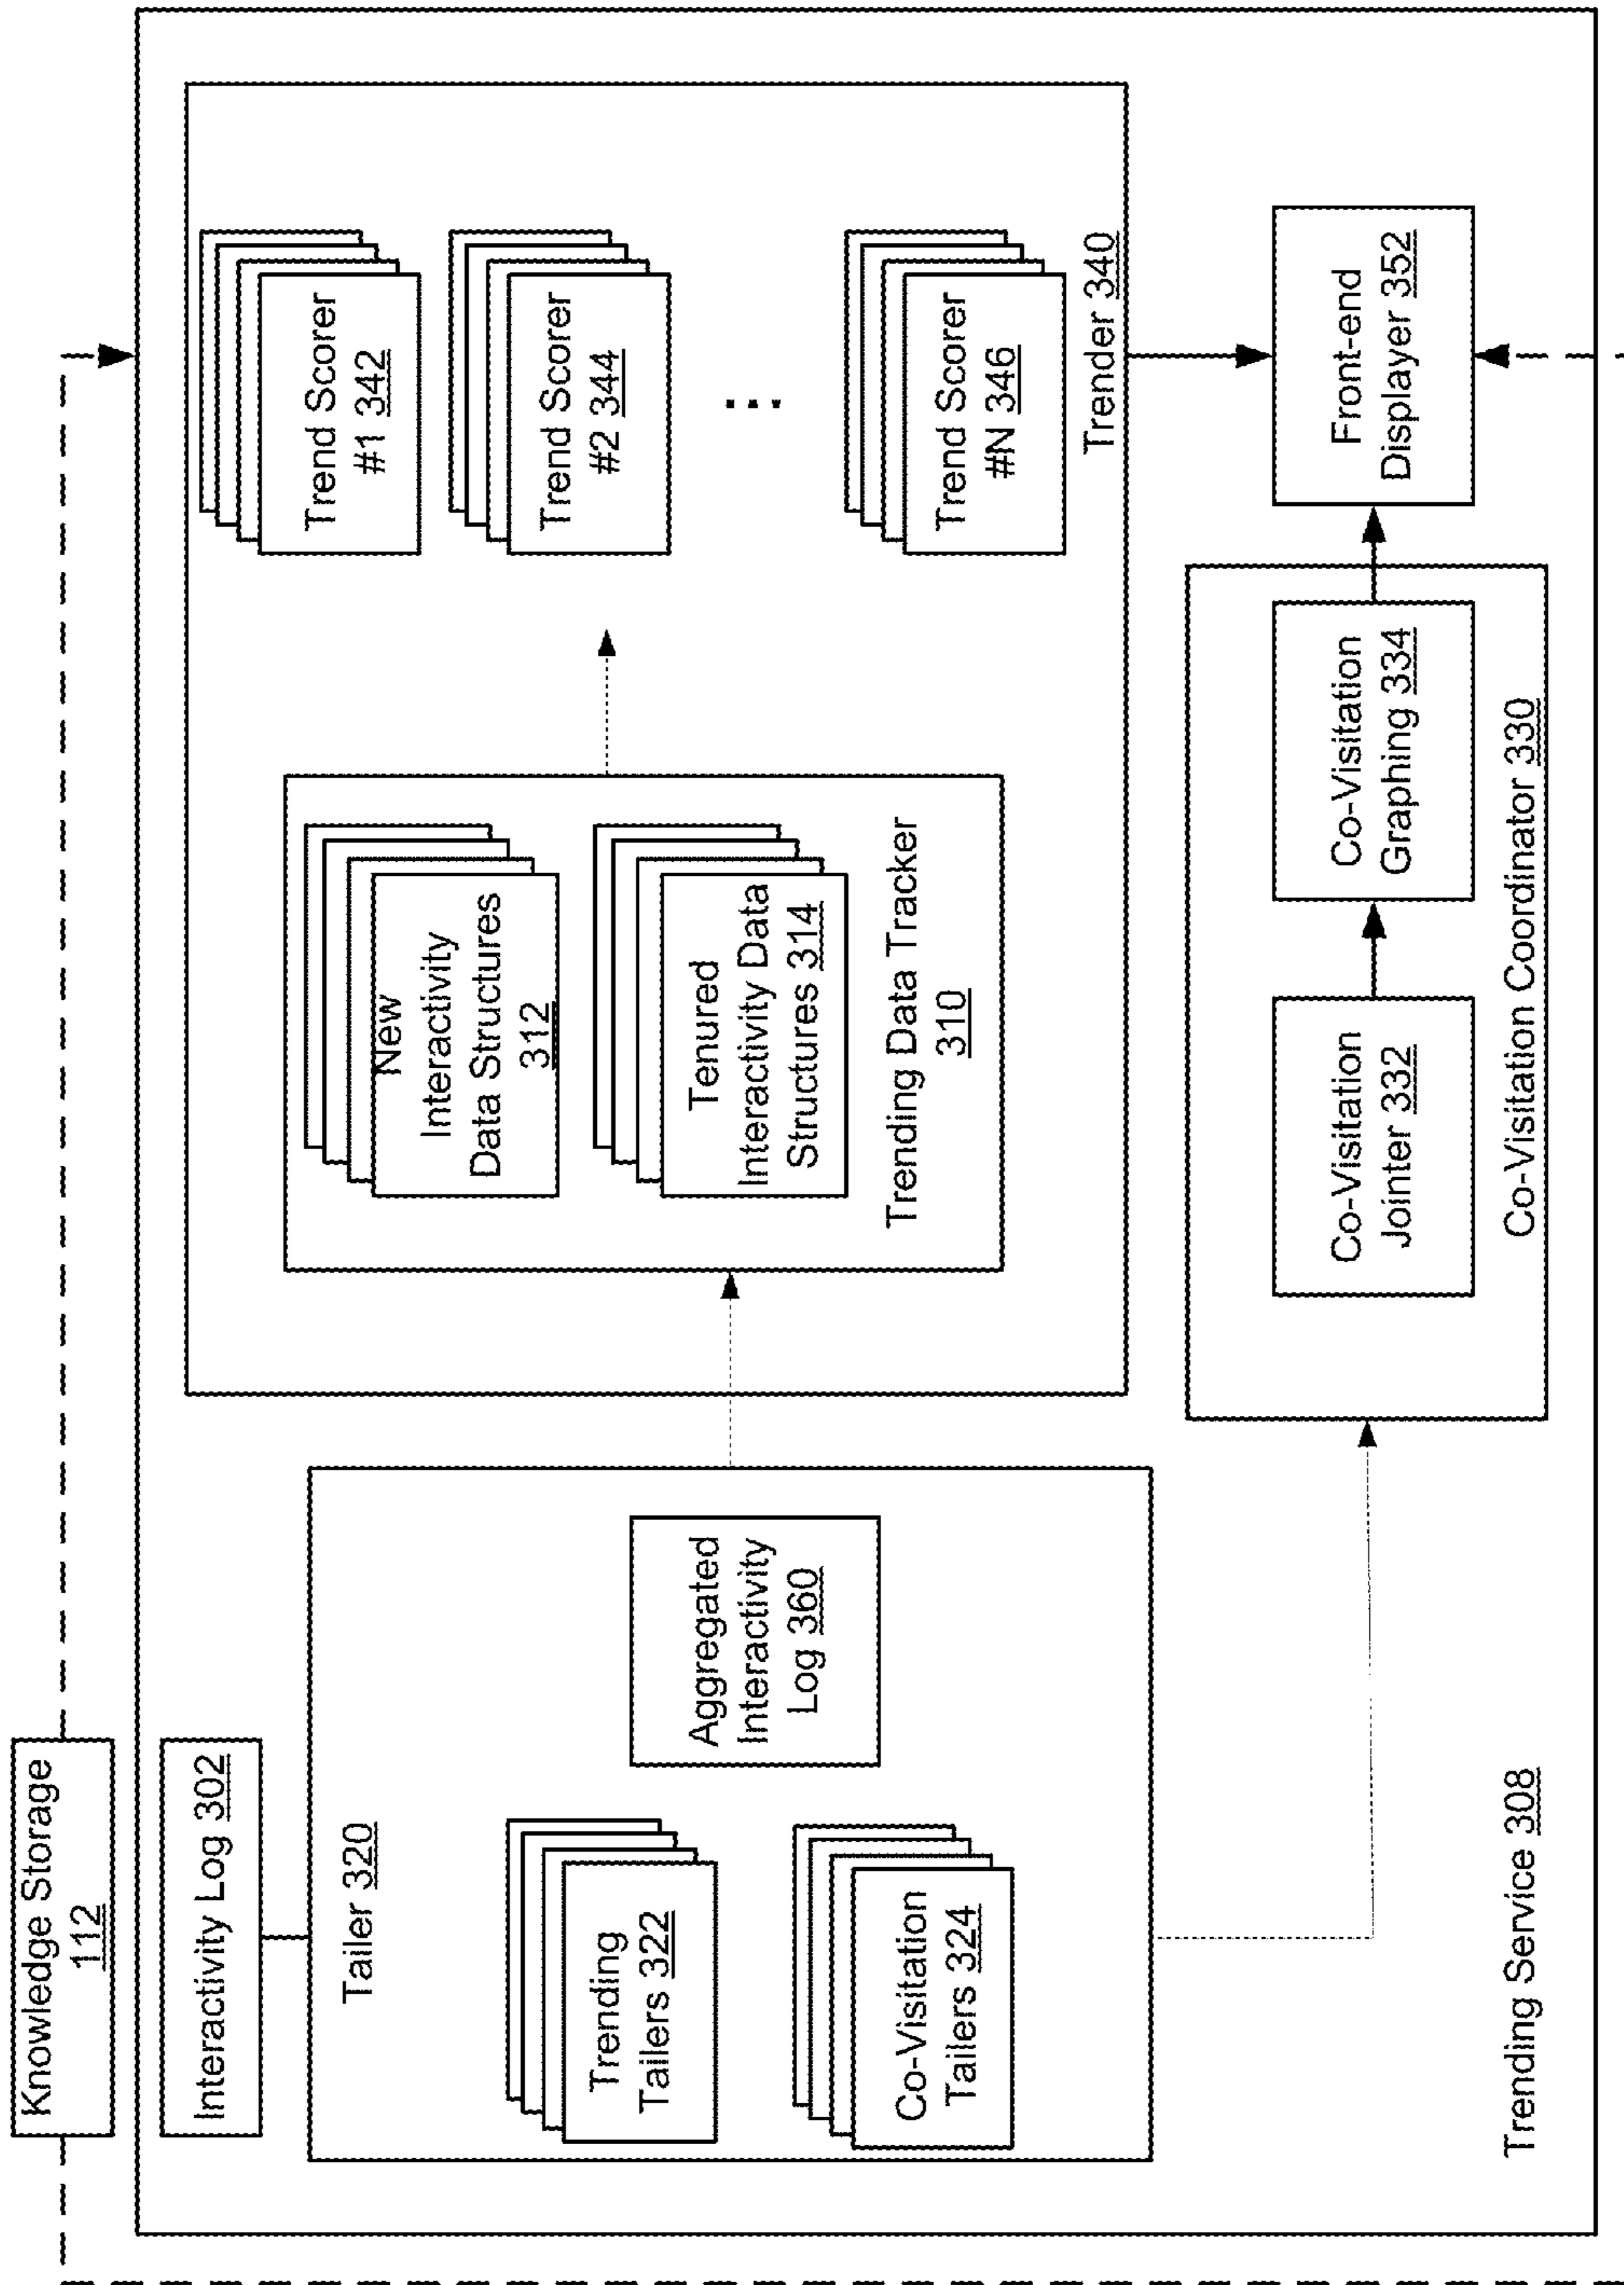 Knowledge Storage
112
Interactivity Log 302
Tailer 320
Trending
Tailers 322
Co-Visitation
Tailers 324
Aggregated
Interactivity
Log 360
New
Interactivity
Data Structures
312
Tenured
Interactivity Data
Structures 314
Trending Data Tracker
310
Trend Scorer
#1 342
Trend Scorer
#2 344
...
Trend Scorer
#N 346
Trender 340
Co-Visitation
Jointer 332
Co-Visitation
Graphing 334
Co-Visitation Coordinator 330
Front-end
Displayer 352
Trending Service 308